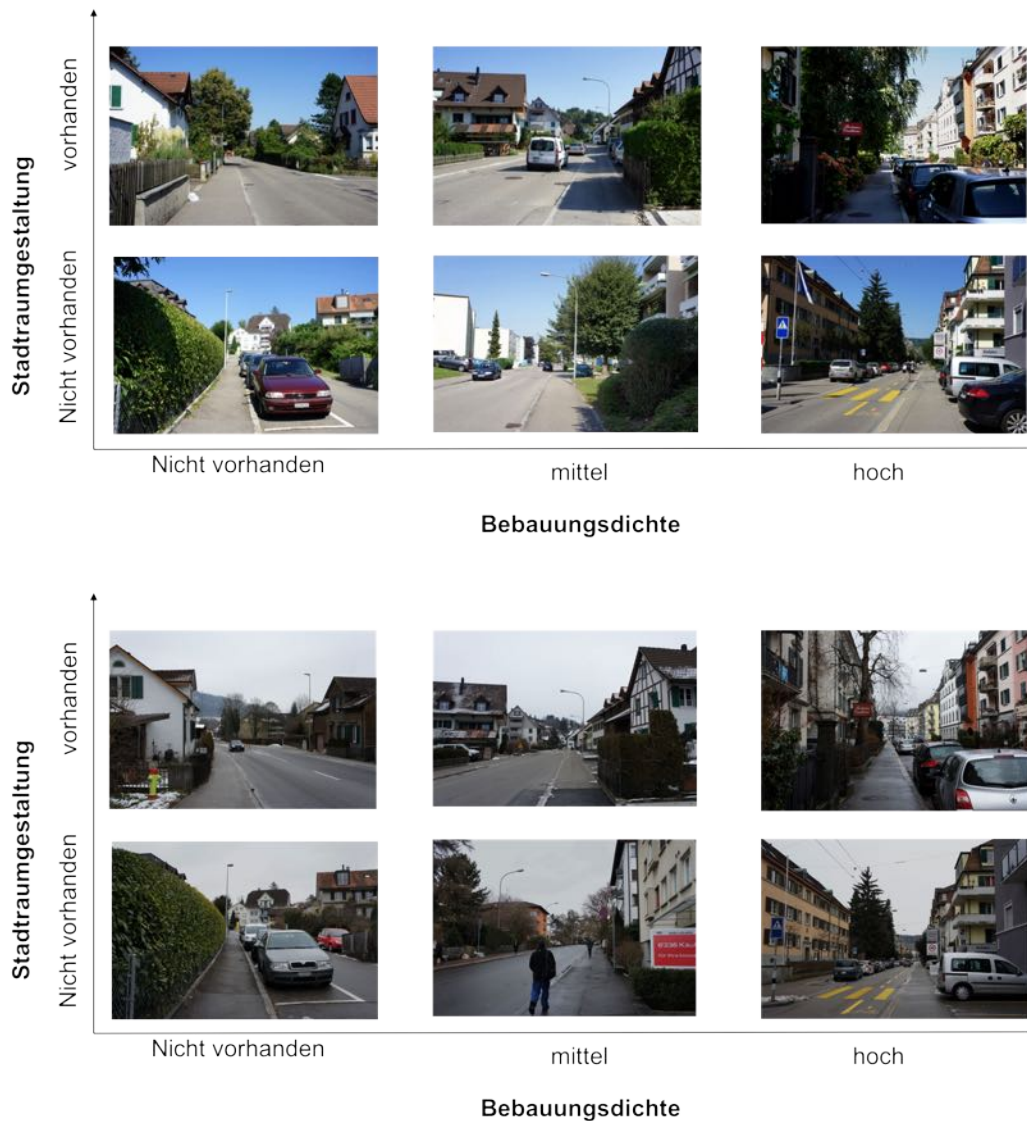 Stadtraumgestaltung
vorhanden
Nicht vorhanden
Nicht vorhanden
mittel
hoch
Bebauungsdichte
Stadtraumgestaltung
vorhanden
Nicht vorhanden
Nicht vorhanden
mittel
hoch
Bebauungsdichte